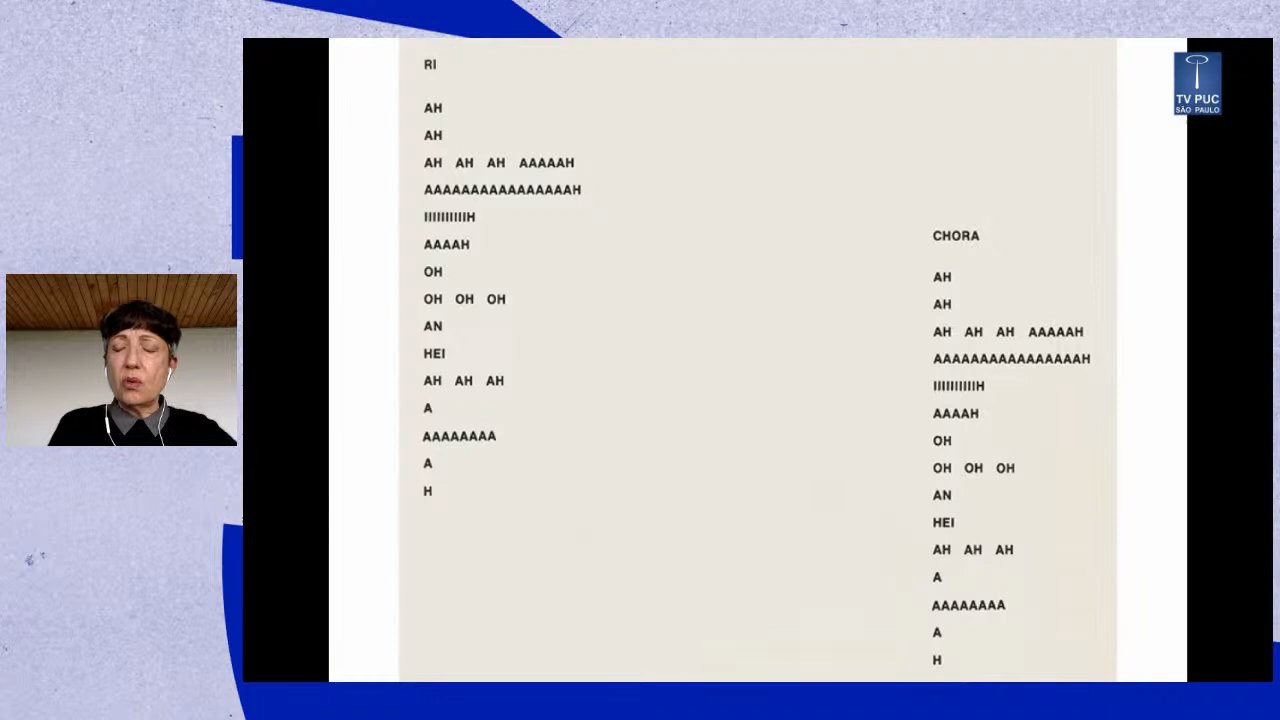 RI
AH
AH
AH AH AH AAAAAH
AAAAAAAAAAAAAAAAH
IIIIIIIIIIH
AAAAH
OH
OH OH OH
AN
HEI
AH AH AH
A
AAAAAAAA
A
H
CHORA
AH
AH
AH AH AH AAAAAH
AAAAAAAAAAAAAAAAH
IIIIIIIIIIH
AAAAH
OH
OH OH OH
AN
HEI
AH AH AH
A
AAAAAAAA
A
H
TV PUC
SÃO PAULO